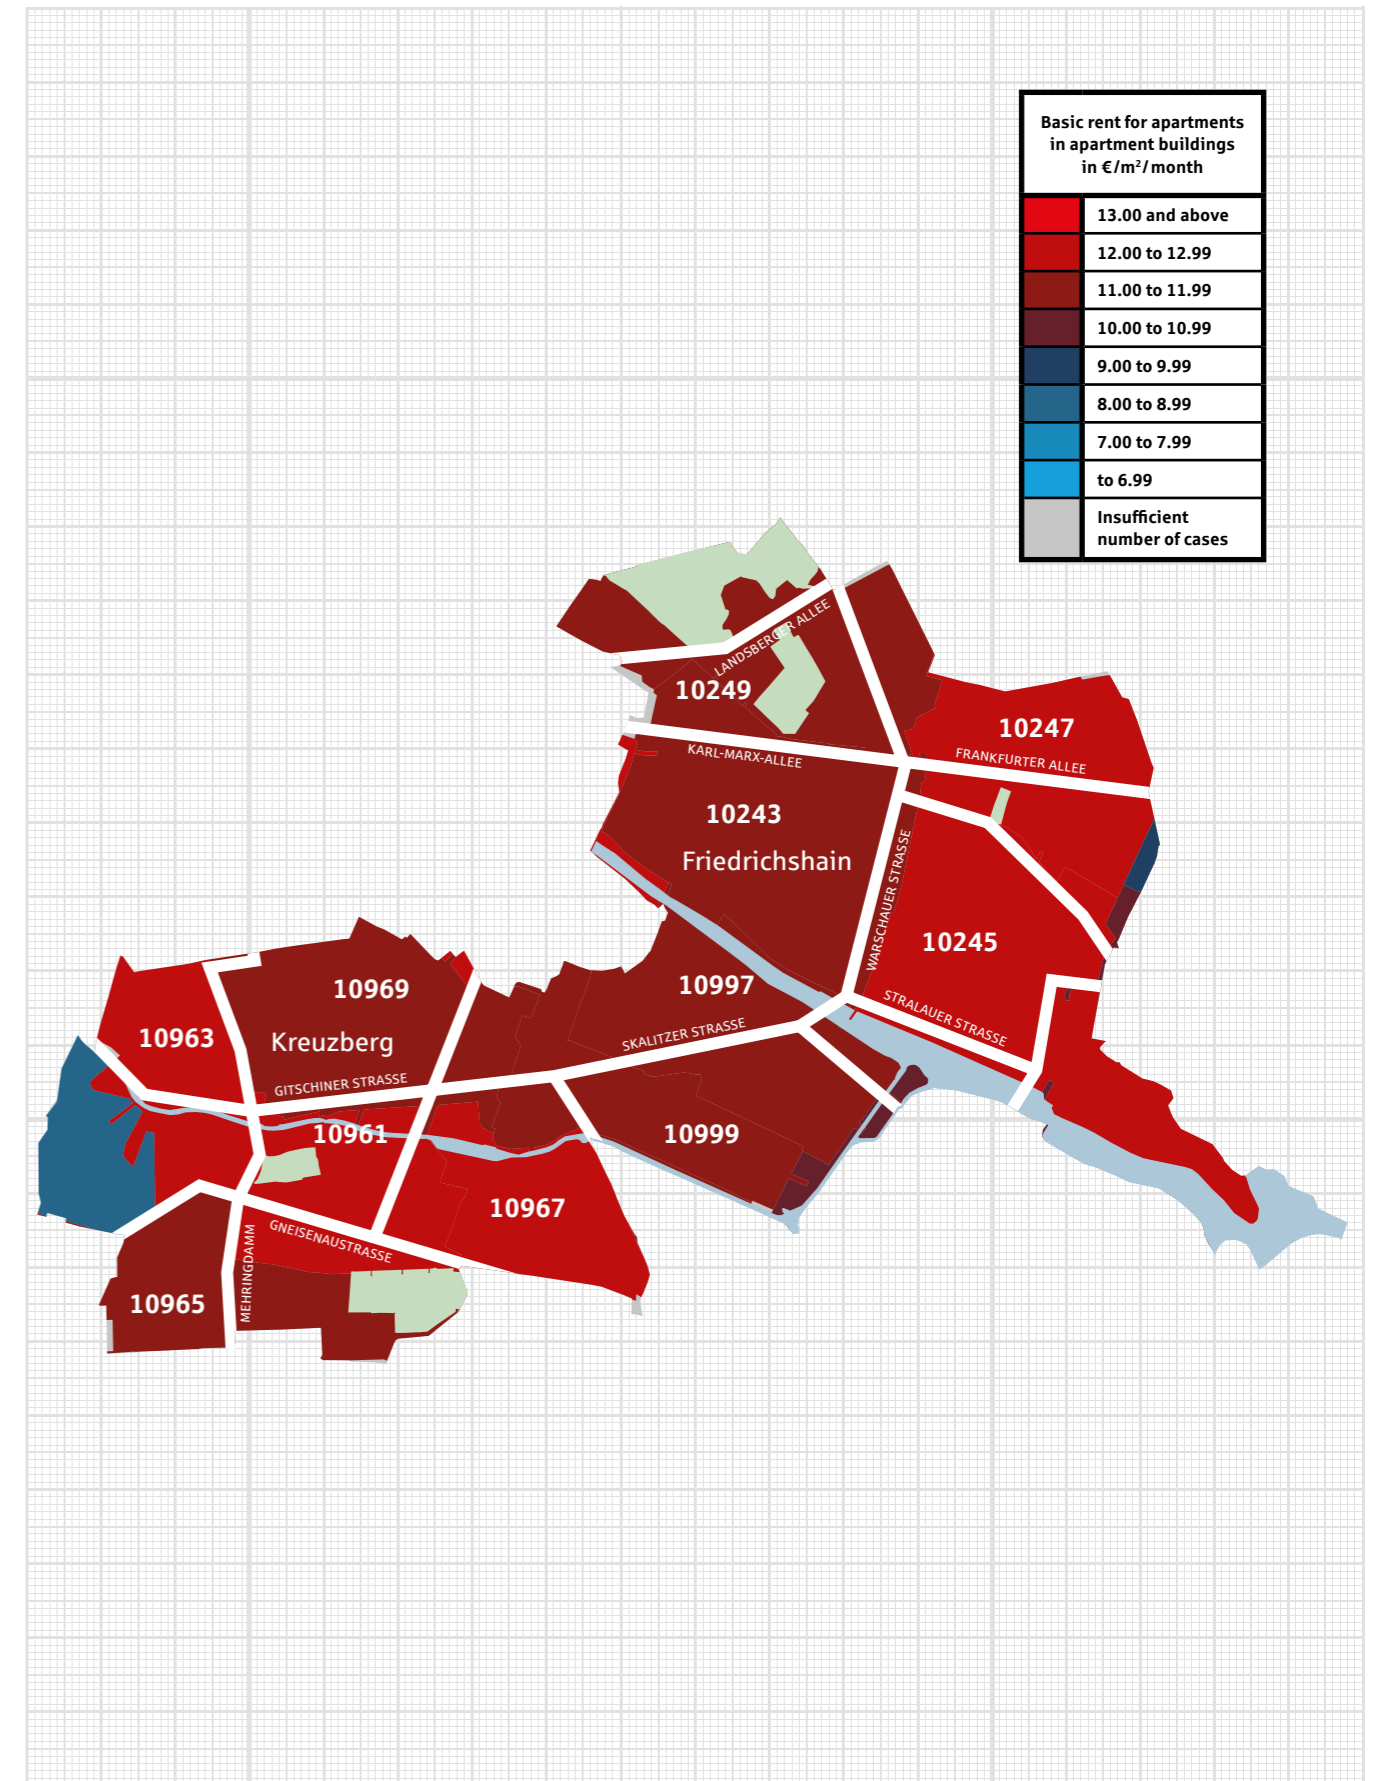 Basic rent for apartments
in apartment buildings
in €/m²/month
13.00 and above
12.00 to 12.99
11.00 to 11.99
10.00 to 10.99
9.00 to 9.99
8.00 to 8.99
7.00 to 7.99
to 6.99
Insufficient
number of cases
LANDSBERGER ALLEE
10249
10247
FRANKFURTER ALLEE
KARL-MARX-ALLEE
10243
Friedrichshain
WARSCHAUER STRASSE
10245
10997
10969
STRALAUER STRASSE
SKALITZER STRASSE
10963
Kreuzberg
GITSCHINER STRASSE
10961
10999
10967
GNEISENAUSTRASSE
MEHRINGDAMM
10965